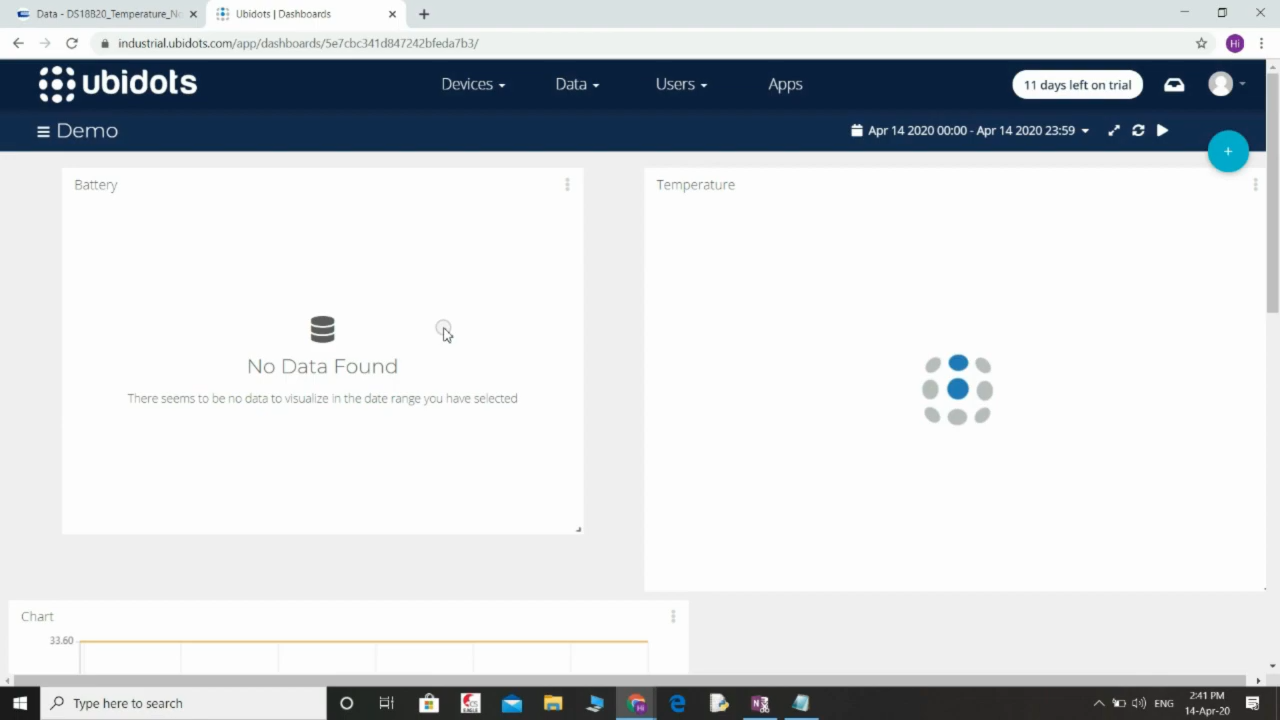 Data - DS18B20_Temperature_No
Ubidots | Dashboards
industrial.ubidots.com/app/dashboards/5e7cbc341d847242bfeda7b3/
Hi
ubidots
Devices
Data
Users
Apps
11 days left on trial
Demo
Apr 14 2020 00:00 - Apr 14 2020 23:59
+
Battery
Temperature
No Data Found
There seems to be no data to visualize in the date range you have selected
Chart
33.60
Type here to search
ENG
2:41 PM
14-Apr-20